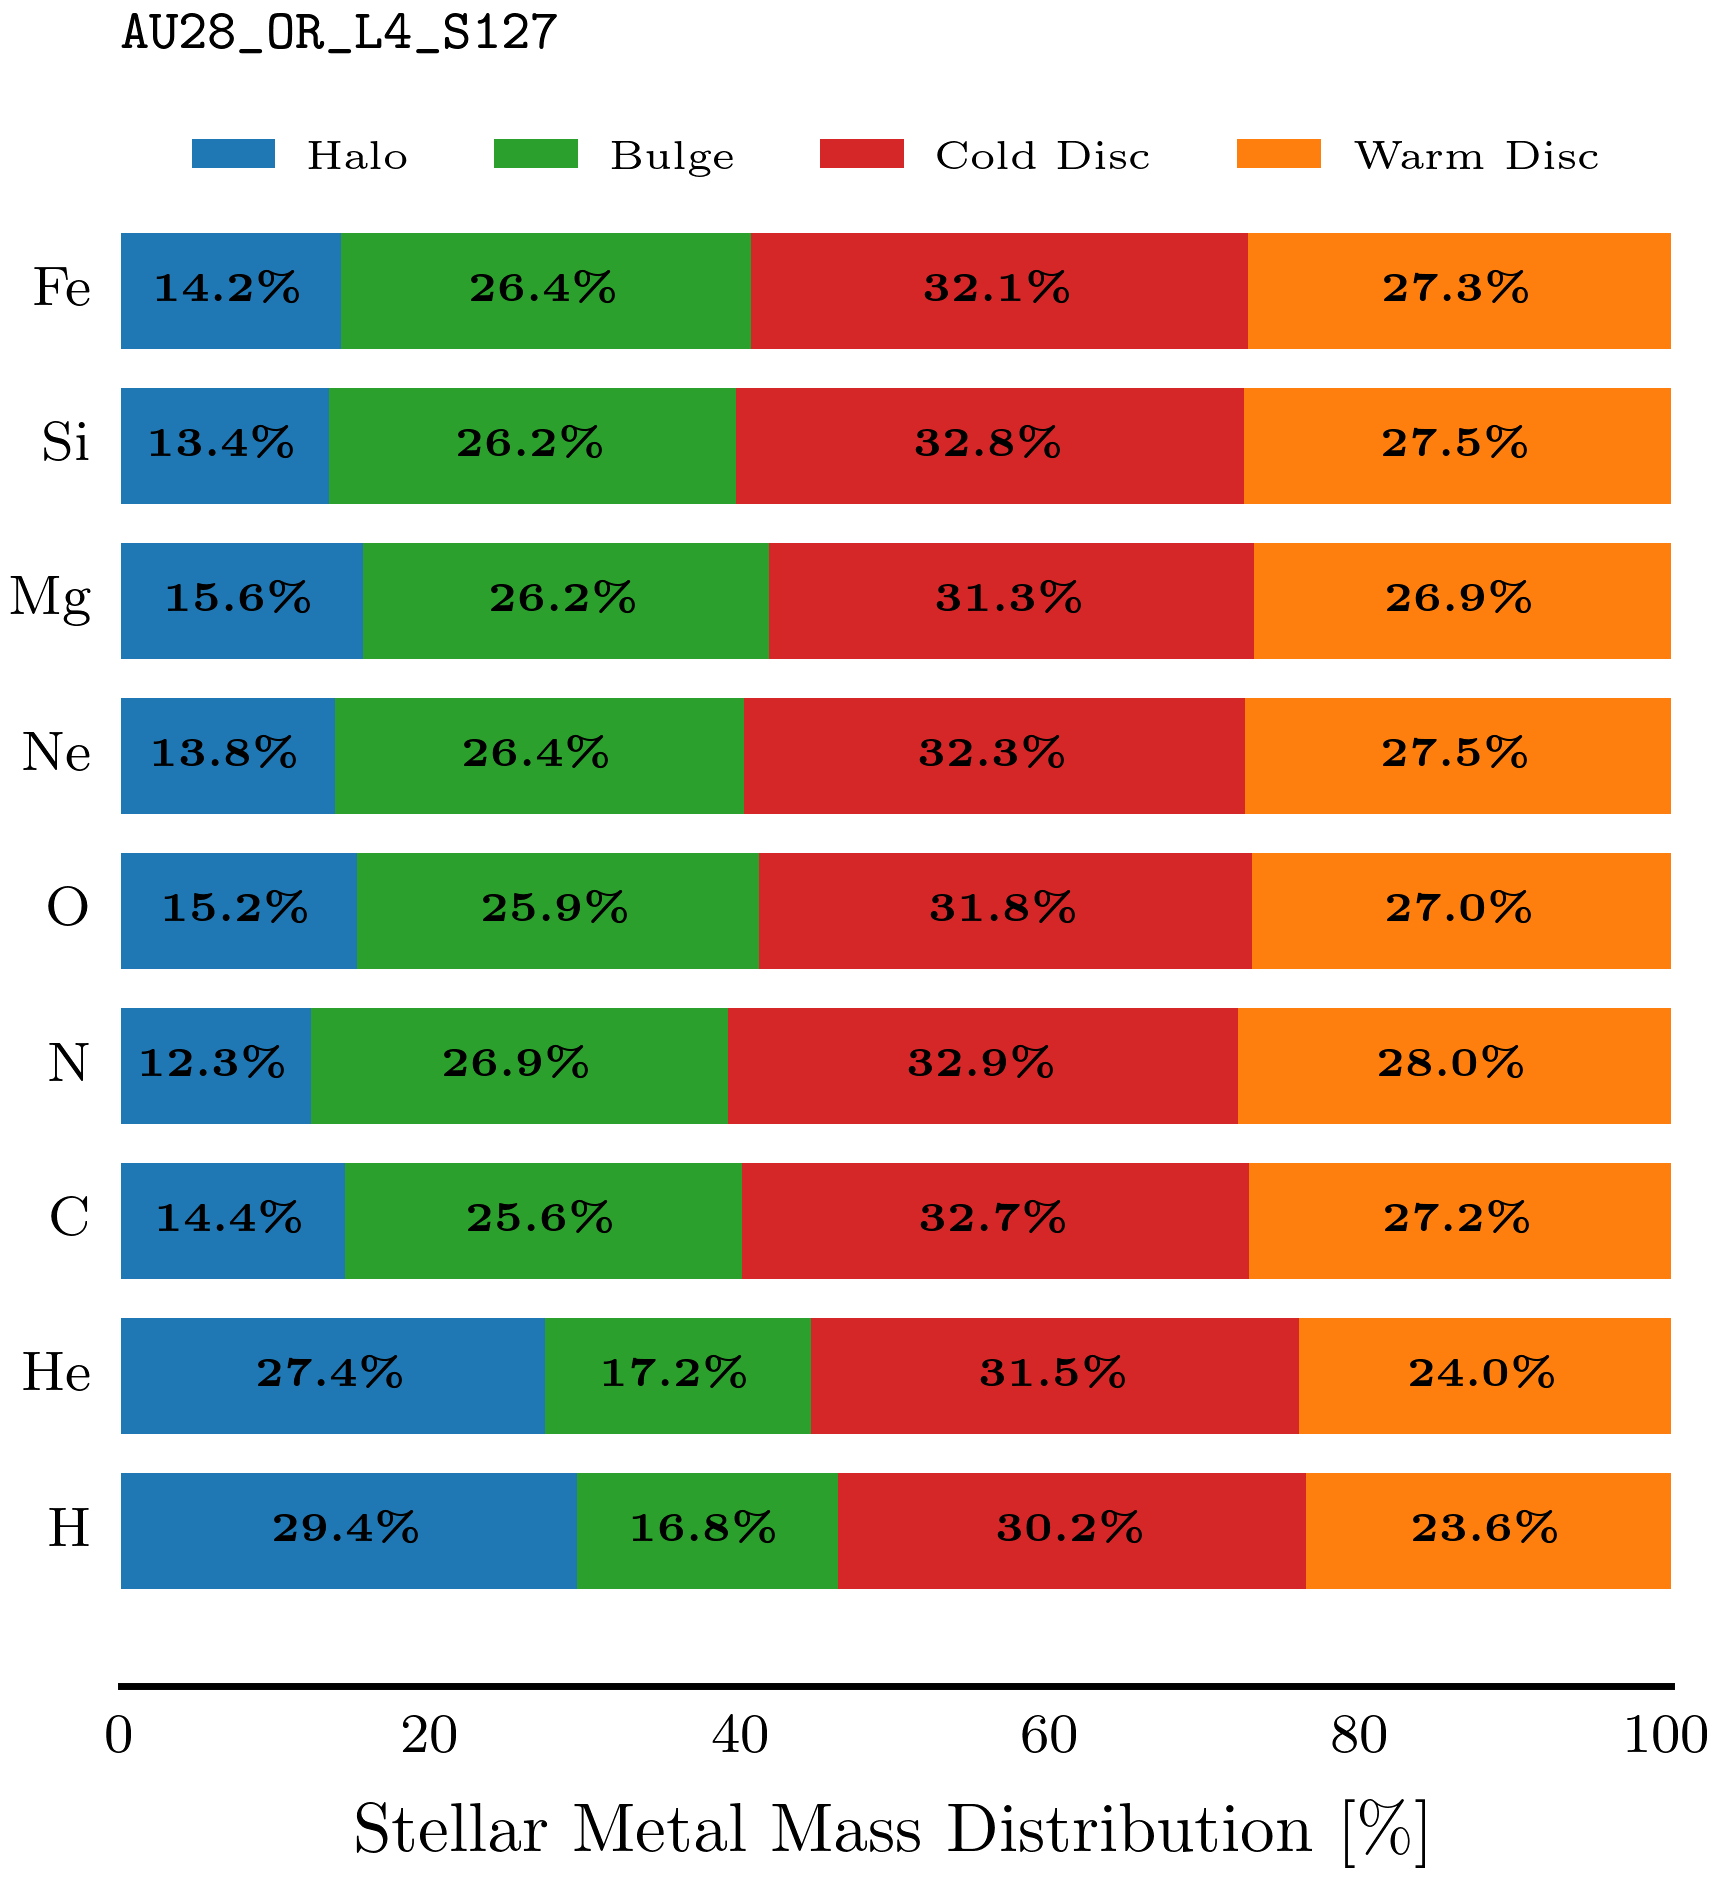 AU28_OR_L4_S127
Halo Bulge Cold Disc Warm Disc
Fe 14.2% 26.4% 32.1% 27.3%
Si 13.4% 26.2% 32.8% 27.5%
Mg 15.6% 26.2% 31.3% 26.9%
Ne 13.8% 26.4% 32.3% 27.5%
O 15.2% 25.9% 31.8% 27.0%
N 12.3% 26.9% 32.9% 28.0%
C 14.4% 25.6% 32.7% 27.2%
He 27.4% 17.2% 31.5% 24.0%
H 29.4% 16.8% 30.2% 23.6%
0 20 40 60 80 100
Stellar Metal Mass Distribution [%]